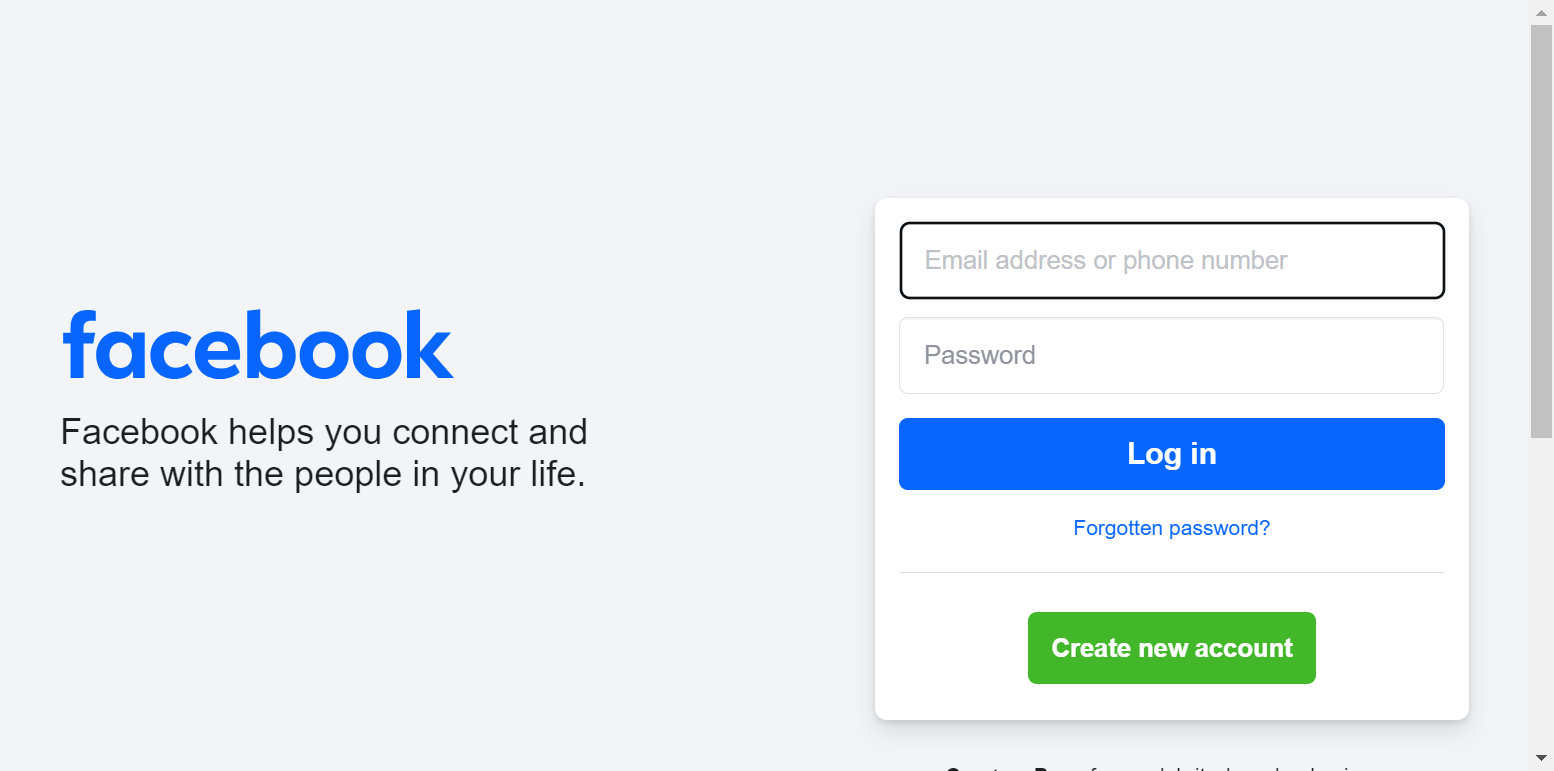 facebook
Facebook helps you connect and
share with the people in your life.
Email address or phone number
Password
Log in
Forgotten password?
Create new account